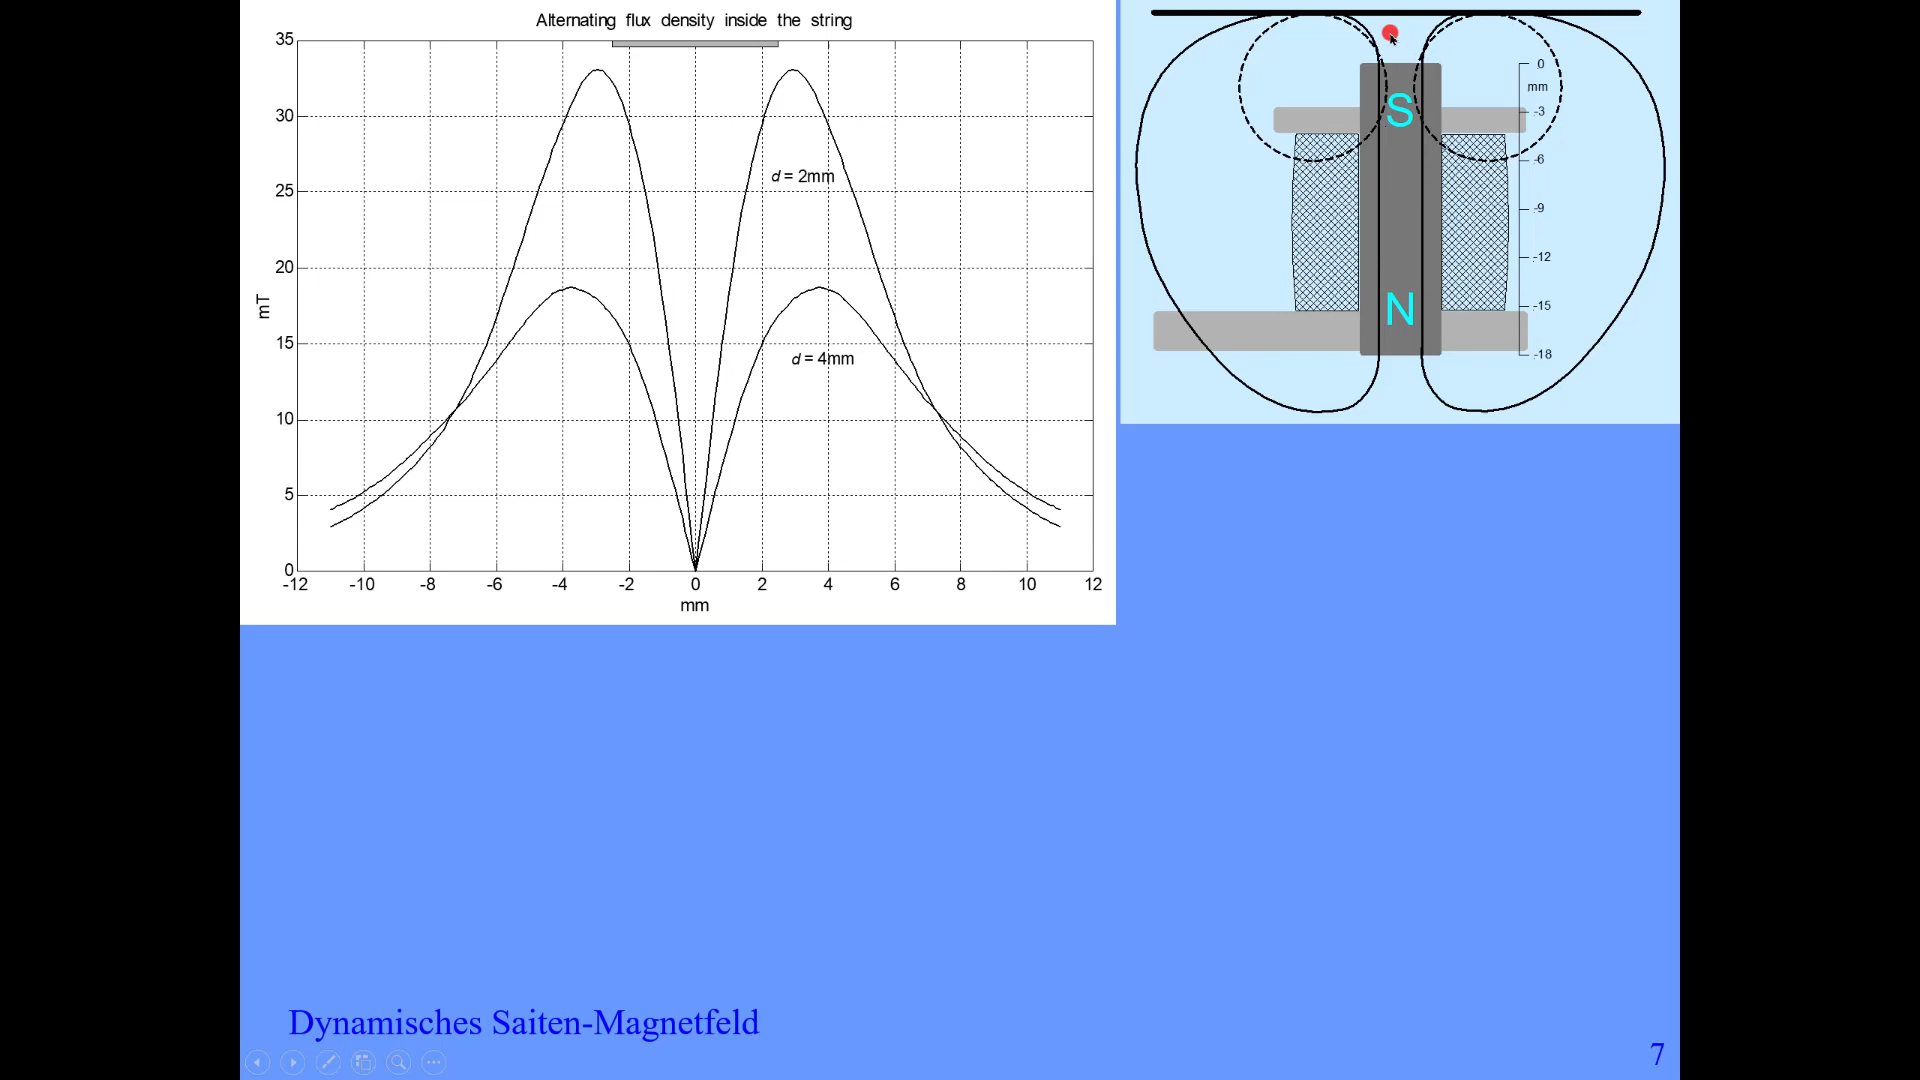 Alternating flux density inside the string
35
30
25
20
15
10
5
0
mT
d = 2mm
d = 4mm
-12 -10 -8 -6 -4 -2 0 2 4 6 8 10 12
mm
S
N
0
mm
-3
-6
-9
-12
-15
-18
Dynamisches Saiten-Magnetfeld
7